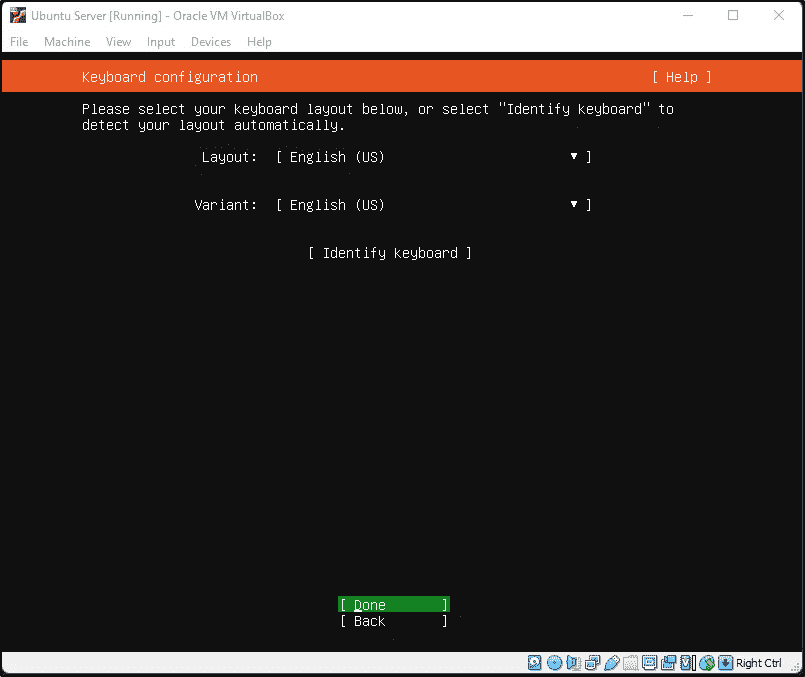 Ubuntu Server [Running] - Oracle VM VirtualBox
File Machine View Input Devices Help
Keyboard configuration [ Help ]
Please select your keyboard layout below, or select "Identify keyboard" to
detect your layout automatically.
Layout: [ English (US) ▾ ]
Variant: [ English (US) ▾ ]
[ Identify keyboard ]
[ Done ]
[ Back ]
Right Ctrl